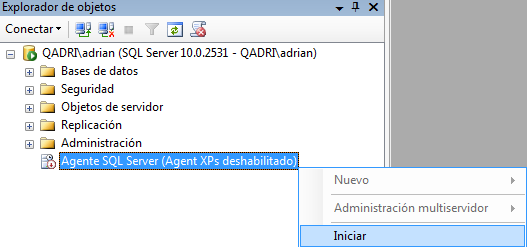 Explorador de objetos
Conectar
QADRI\adrian (SQL Server 10.0.2531 - QADRI\adrian)
Bases de datos
Seguridad
Objetos de servidor
Replicación
Administración
Agente SQL Server (Agent XPs deshabilitado)
Nuevo
Administración multiservidor
Iniciar